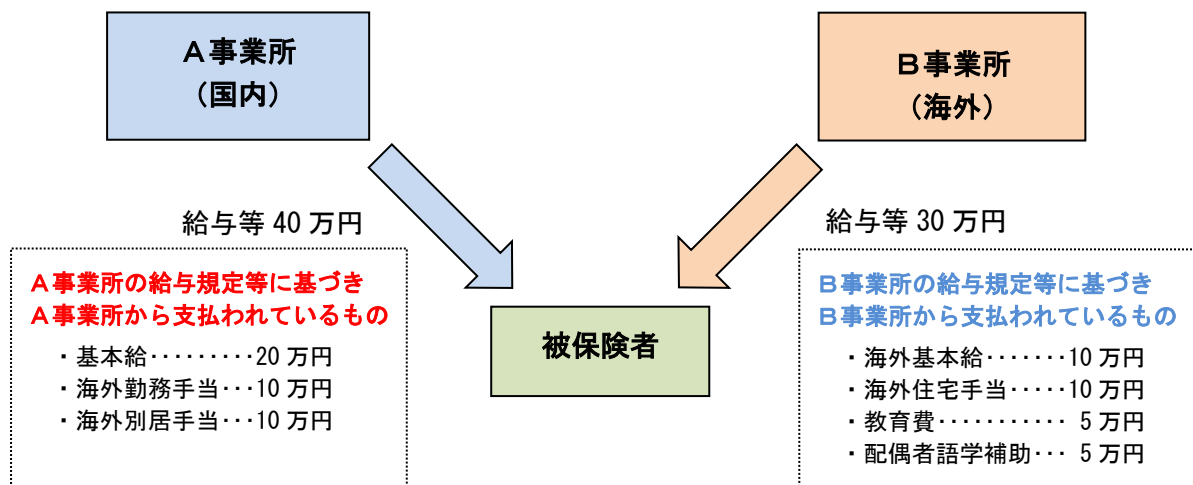 A事業所
(国内)
B事業所
(海外)
給与等 40 万円
給与等 30 万円
A事業所の給与規定等に基づき
A事業所から支払われているもの
・基本給‥‥‥‥‥20 万円
・海外勤務手当‥･10 万円
・海外別居手当‥･10 万円
B事業所の給与規定等に基づき
B事業所から支払われているもの
・海外基本給‥‥‥･10 万円
・海外住宅手当‥‥･10 万円
・教育費‥‥‥‥‥･ 5 万円
・配偶者語学補助‥･ 5 万円
被保険者